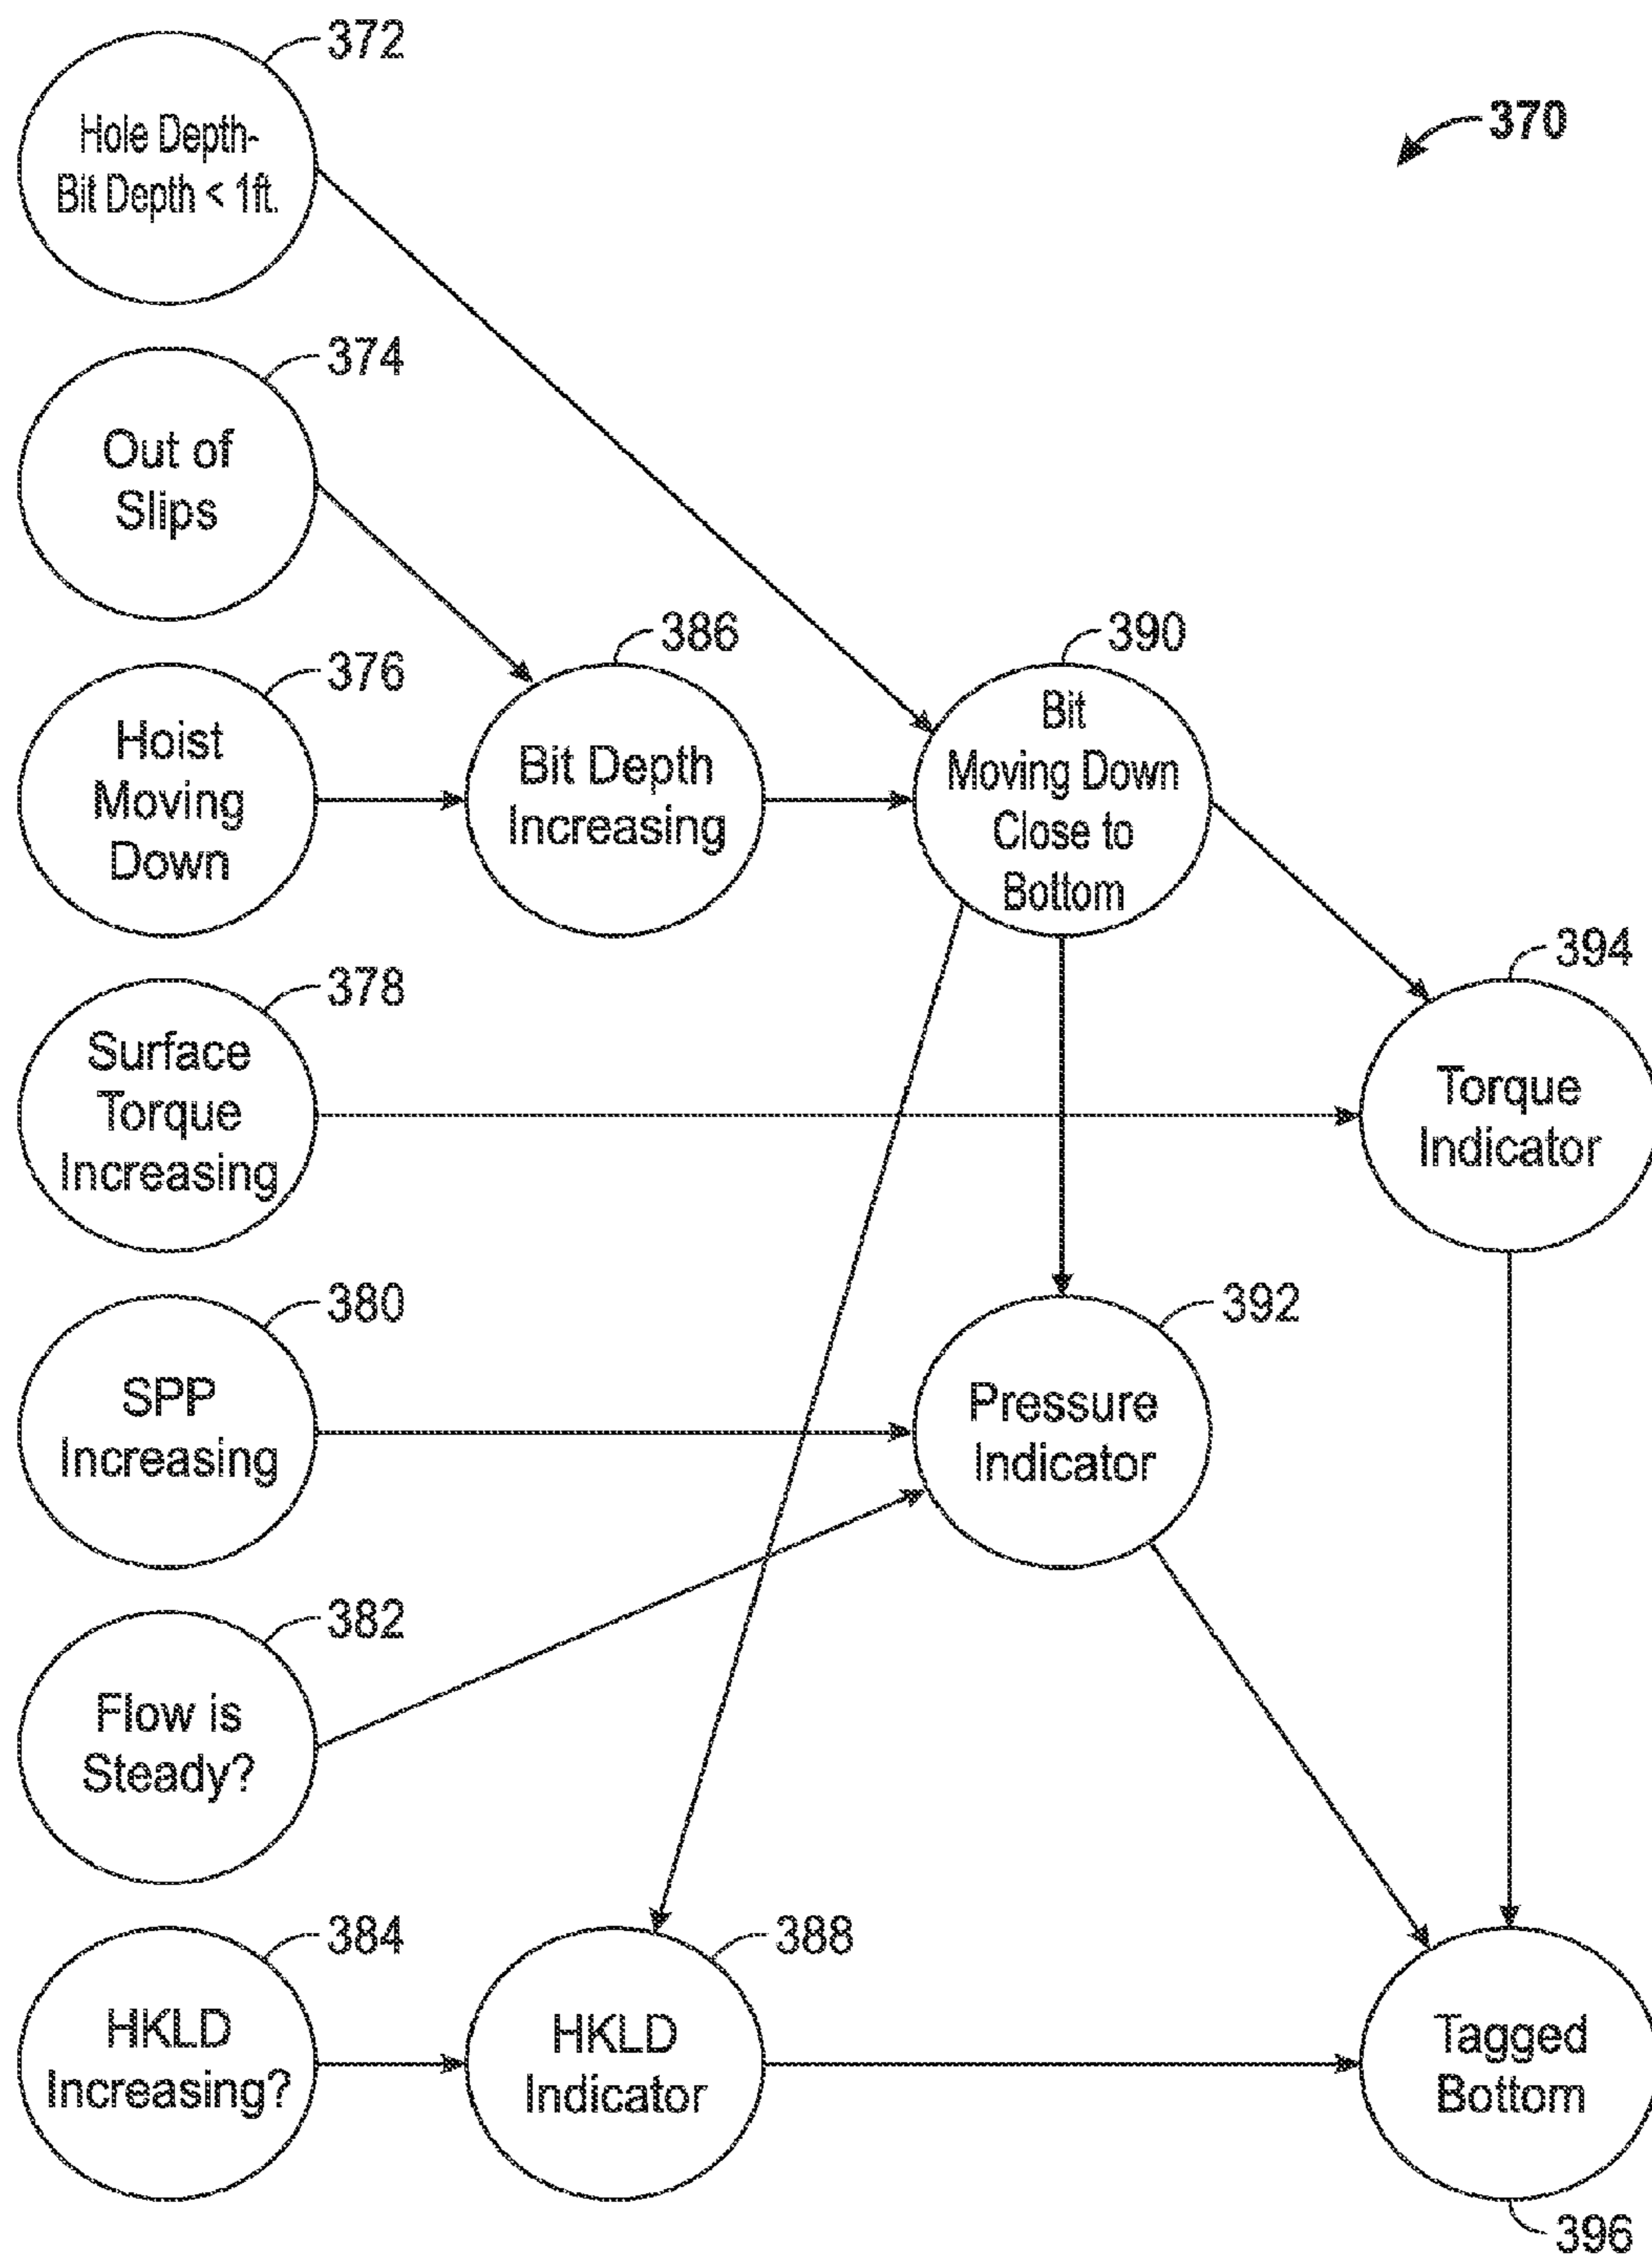 372
Hole Depth-
Bit Depth < 1ft.
370
374
Out of
Slips
376
Hoist
Moving
Down
386
Bit Depth
Increasing
390
Bit
Moving Down
Close to
Bottom
378
Surface
Torque
Increasing
394
Torque
Indicator
380
SPP
Increasing
392
Pressure
Indicator
382
Flow is
Steady?
384
HKLD
Increasing?
388
HKLD
Indicator
Tagged
Bottom
396